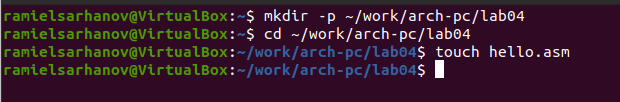 ramielsarhanov@VirtualBox:~$ mkdir -p ~/work/arch-pc/lab04
ramielsarhanov@VirtualBox:~$ cd ~/work/arch-pc/lab04
ramielsarhanov@VirtualBox:~/work/arch-pc/lab04$ touch hello.asm
ramielsarhanov@VirtualBox:~/work/arch-pc/lab04$